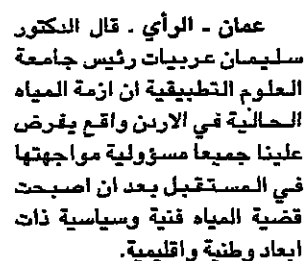 عمان - الرأي . قال الدكتور
سليمان عربيات رئيس جامعة
العلوم التطبيقية ان ازمة المياه
الحالية في الاردن واقع يفرض
علينا جميعا مسؤولية مواجهتها
في المستقبل بعد ان اصبحت
قضية المياه فنية وسياسية ذات
ابعاد وطنية واقليمية.